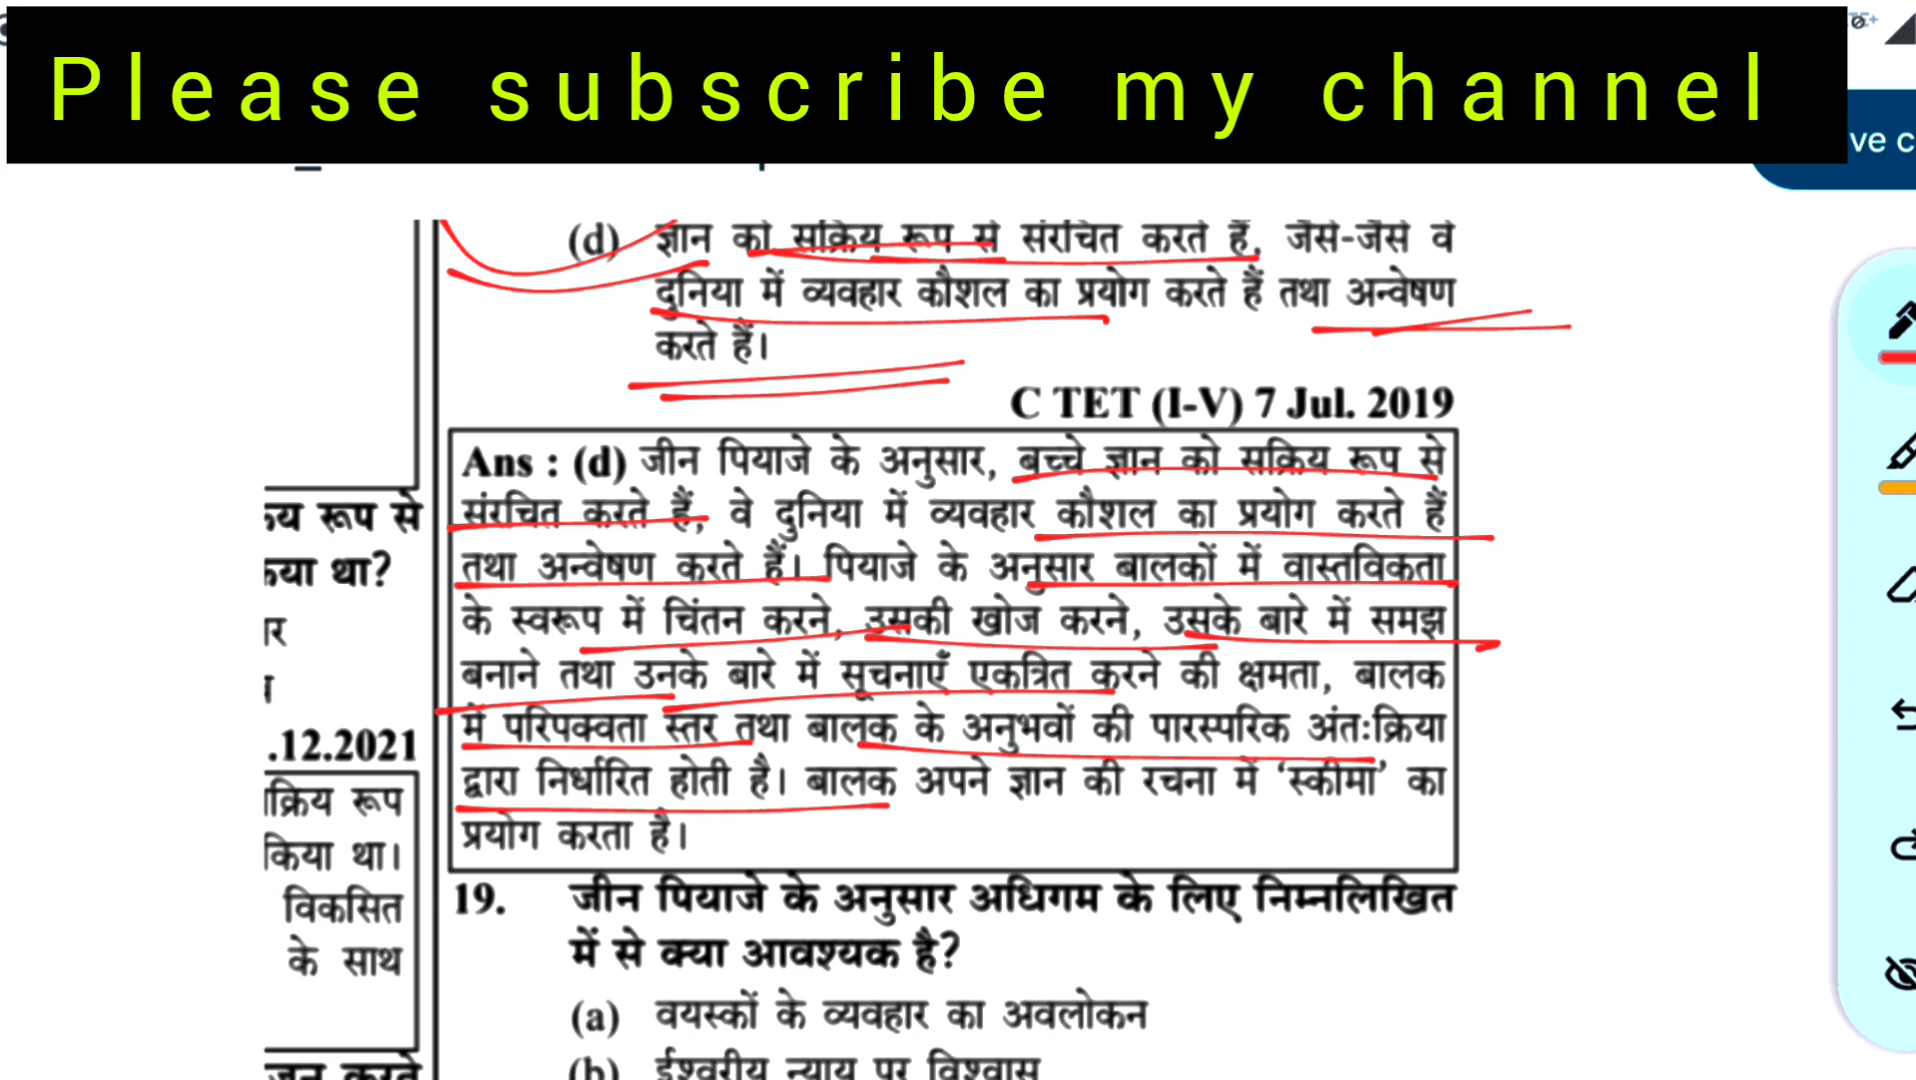 Please subscribe my channel
ve c
(d) ज्ञान को सक्रिय रूप से संरचित करते हैं, जैसे-जैसे वे
दुनिया में व्यवहार कौशल का प्रयोग करते हैं तथा अन्वेषण
करते हैं।
C TET (I-V) 7 Jul. 2019
Ans : (d) जीन पियाजे के अनुसार, बच्चे ज्ञान को सक्रिय रूप से
संरचित करते हैं, वे दुनिया में व्यवहार कौशल का प्रयोग करते हैं
तथा अन्वेषण करते हैं। पियाजे के अनुसार बालकों में वास्तविकता
के स्वरूप में चिंतन करने, उसकी खोज करने, उसके बारे में समझ
बनाने तथा उनके बारे में सूचनाएँ एकत्रित करने की क्षमता, बालक
में परिपक्वता स्तर तथा बालक के अनुभवों की पारस्परिक अंतःक्रिया
द्वारा निर्धारित होती है। बालक अपने ज्ञान की रचना में ‘स्कीमा’ का
प्रयोग करता है।
19. जीन पियाजे के अनुसार अधिगम के लिए निम्नलिखित
में से क्या आवश्यक है?
(a) वयस्कों के व्यवहार का अवलोकन
(b) ईश्वरीय न्याय पर विश्वास
रूप से
था?
.12.2021
रूप
किया था।
विकसित
के साथ
करते